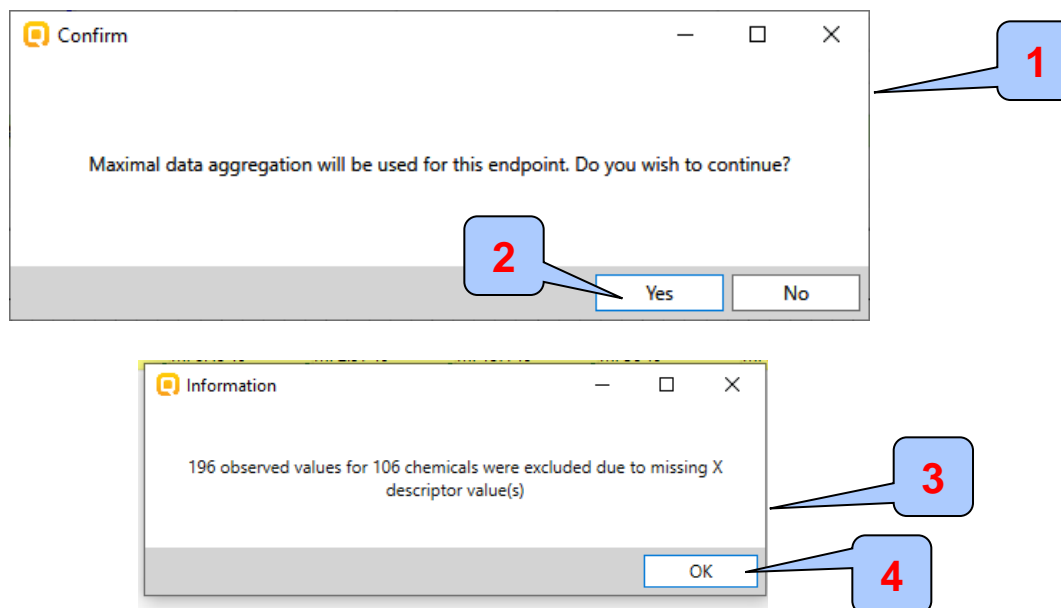 Confirm
1
Maximal data aggregation will be used for this endpoint. Do you wish to continue?
2
Yes
No
Information
196 observed values for 106 chemicals were excluded due to missing X
descriptor value(s)
3
OK
4